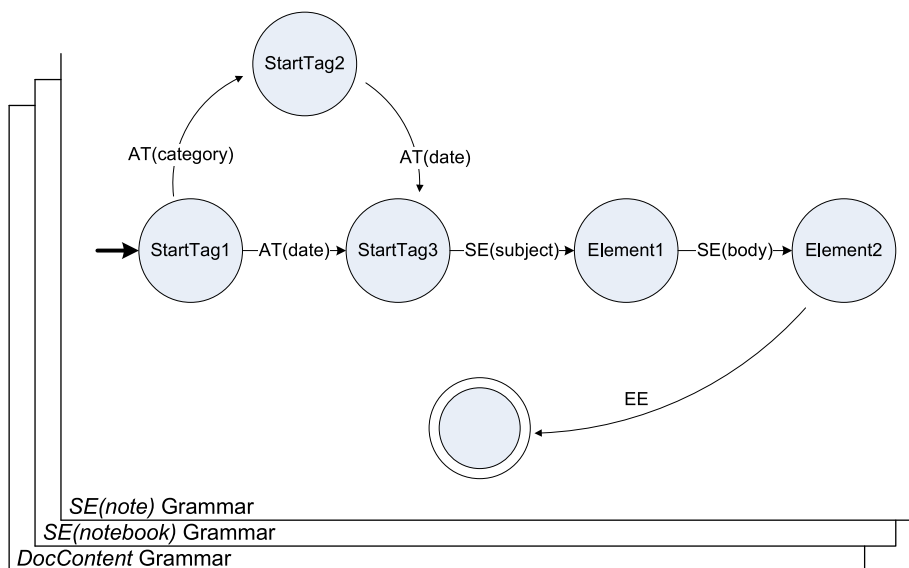 StartTag2
AT(category)
AT(date)
StartTag1
AT(date)
StartTag3
SE(subject)
Element1
SE(body)
Element2
EE
SE(note) Grammar
SE(notebook) Grammar
DocContent Grammar